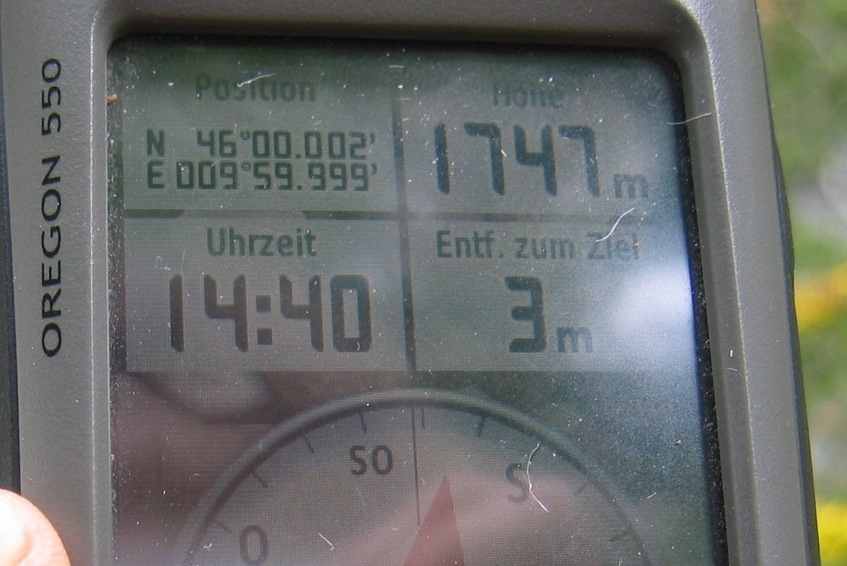 OREGON 550
Position
N 46°00.002'
E 009°59.999'
Höhe
1747 m
Uhrzeit
14:40
Entf. zum Ziel
3 m
SO
S
O